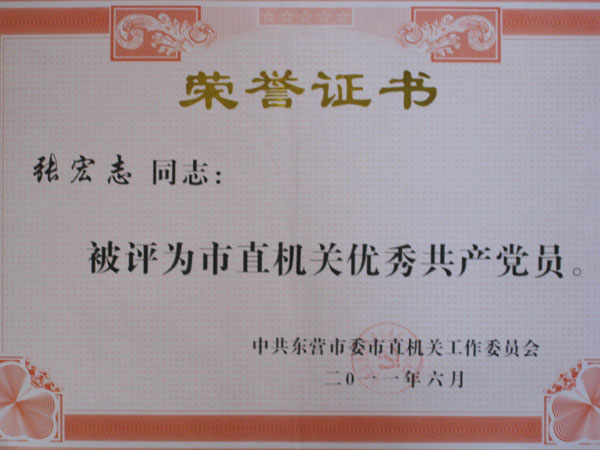 荣誉证书
张宏志 同志：
被评为市直机关优秀共产党员。
中共东营市委市直机关工作委员会
二〇一一年六月